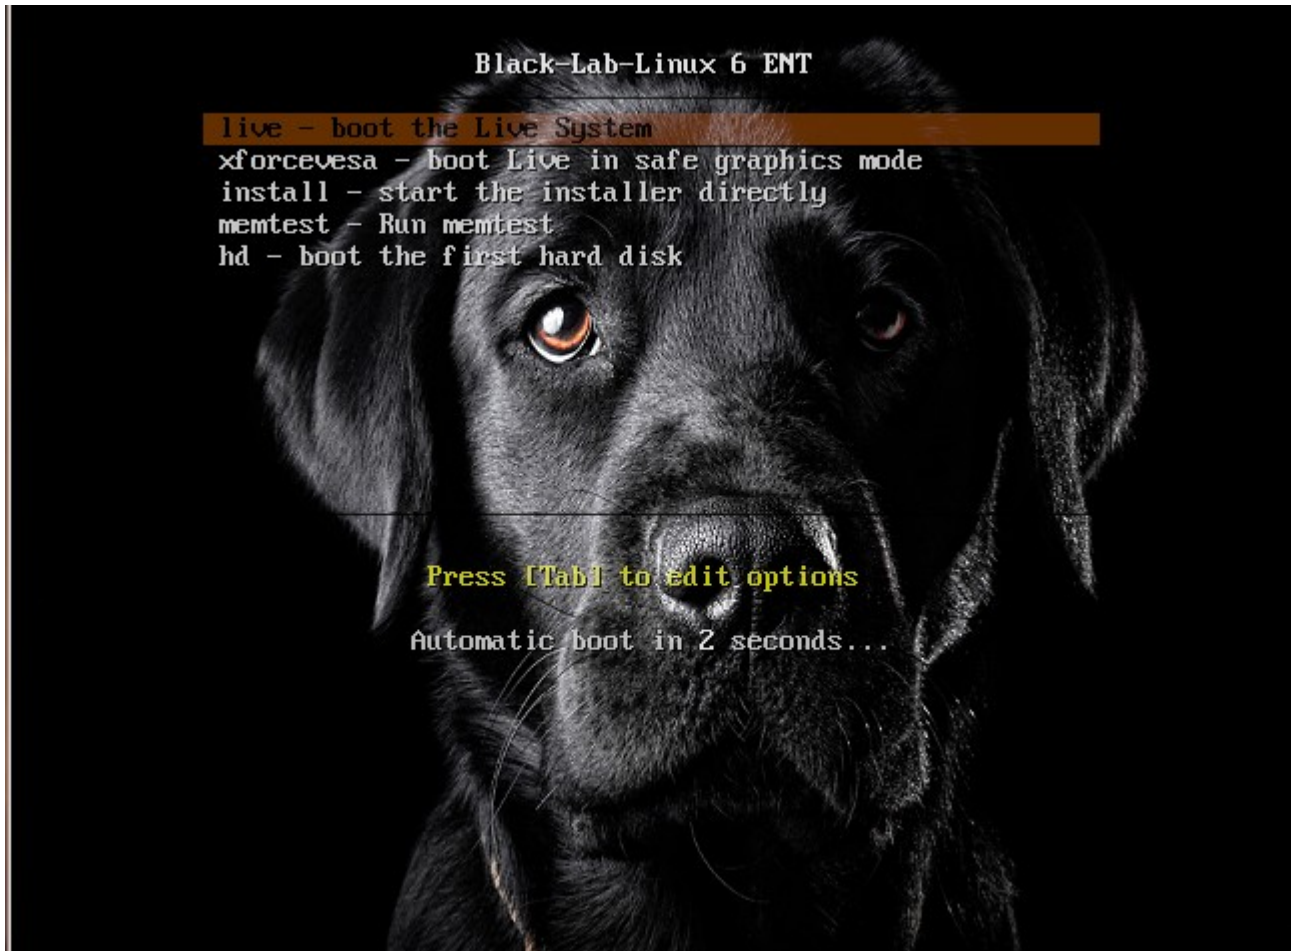 Black-Lab-Linux 6 ENT
live - boot the Live System
xforcevesa - boot Live in safe graphics mode
install - start the installer directly
memtest - Run memtest
hd - boot the first hard disk
Press [Tab] to edit options
Automatic boot in 2 seconds...